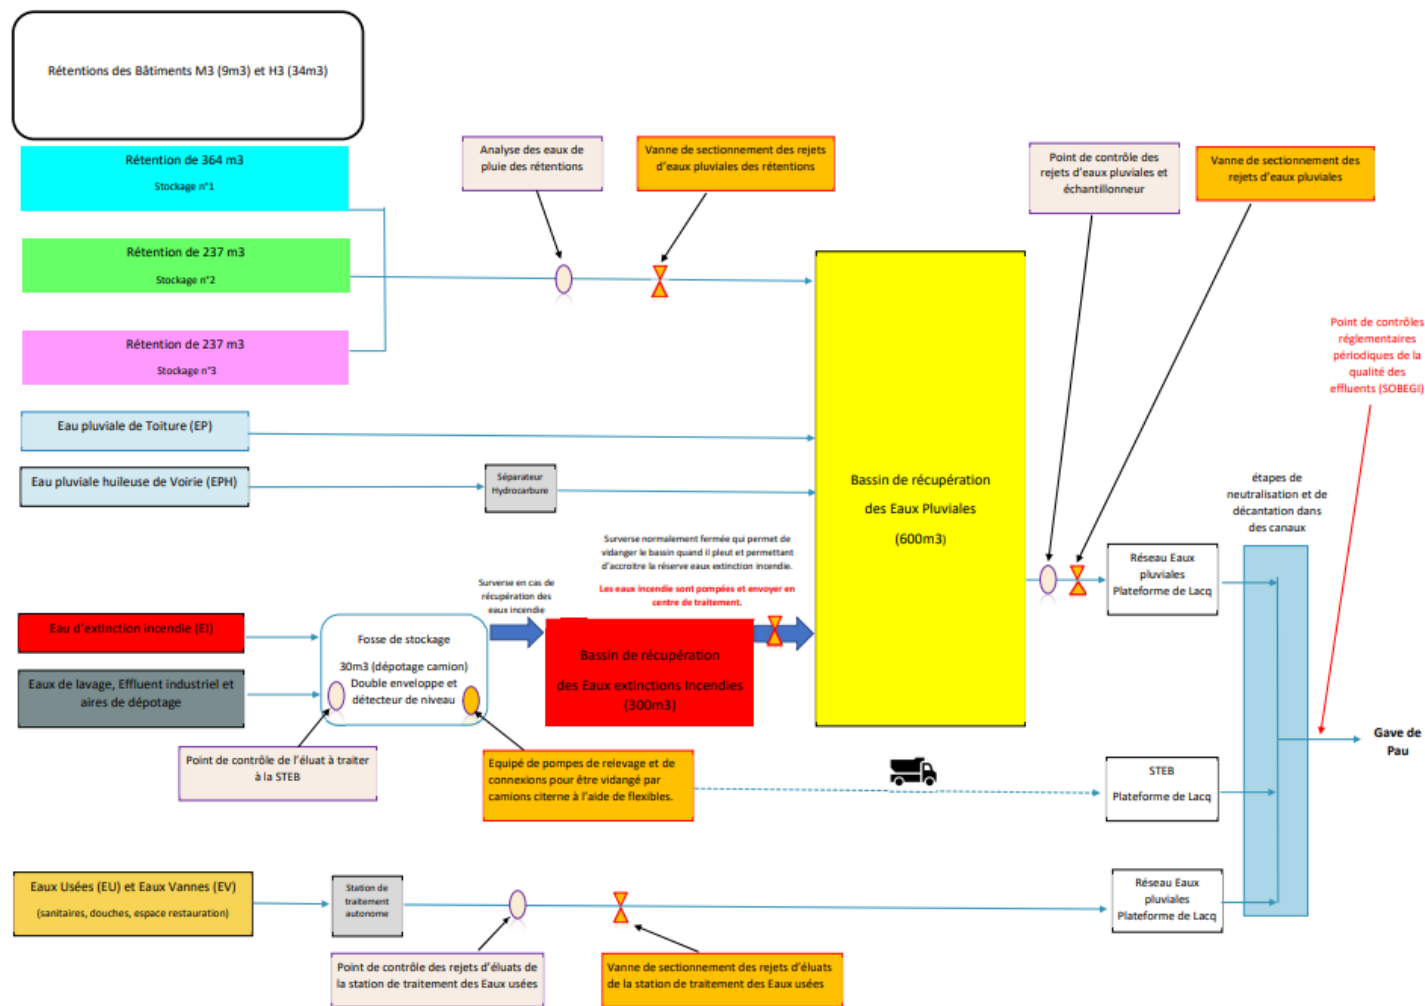 Rétentions des Bâtiments M3 (9m3) et H3 (34m3)
Rétention de 364 m3
Stockage n°1
Rétention de 237 m3
Stockage n°2
Rétention de 237 m3
Stockage n°3
Analyse des eaux de
pluie des rétentions
Vanne de sectionnement des rejets
d'eaux pluviales des rétentions
Point de contrôle des
rejets d'eaux pluviales et
échantillonneur
Vanne de sectionnement des
rejets d'eaux pluviales
Point de contrôles
réglementaires
périodiques de la
qualité des
effluents (SOBEGI)
Eau pluviale de Toiture (EP)
Eau pluviale huileuse de Voirie (EPH)
Séparateur
Hydrocarbure
Bassin de récupération
des Eaux Pluviales
(600m3)
étapes de
neutralisation et de
décantation dans
des canaux
Surverse normalement fermée qui permet de
vidanger le bassin quand il pleut et permettant
d'accroitre la réserve eaux extinction incendie.
Les eaux incendie sont pompées et envoyer en
centre de traitement.
Surverse en cas de
récupération des
eaux incendie
Réseau Eaux
pluviales
Plateforme de Lacq
Eau d'extinction incendie (EI)
Fosse de stockage
30m3 (dépotage camion)
Double enveloppe et
détecteur de niveau
Bassin de récupération
des Eaux extinctions Incendies
(300m3)
Eaux de lavage, Effluent industriel et
aires de dépotage
Gave de
Pau
Point de contrôle de l'éluat à traiter
à la STEB
Equipé de pompes de relevage et de
connexions pour être vidangé par
camions citerne à l'aide de flexibles.
STEB
Plateforme de Lacq
Eaux Usées (EU) et Eaux Vannes (EV)
(sanitaires, douches, espace restauration)
Station de
traitement
autonome
Réseau Eaux
pluviales
Plateforme de Lacq
Point de contrôle des rejets d'éluats de
la station de traitement des Eaux usées
Vanne de sectionnement des rejets d'éluats
de la station de traitement des Eaux usées